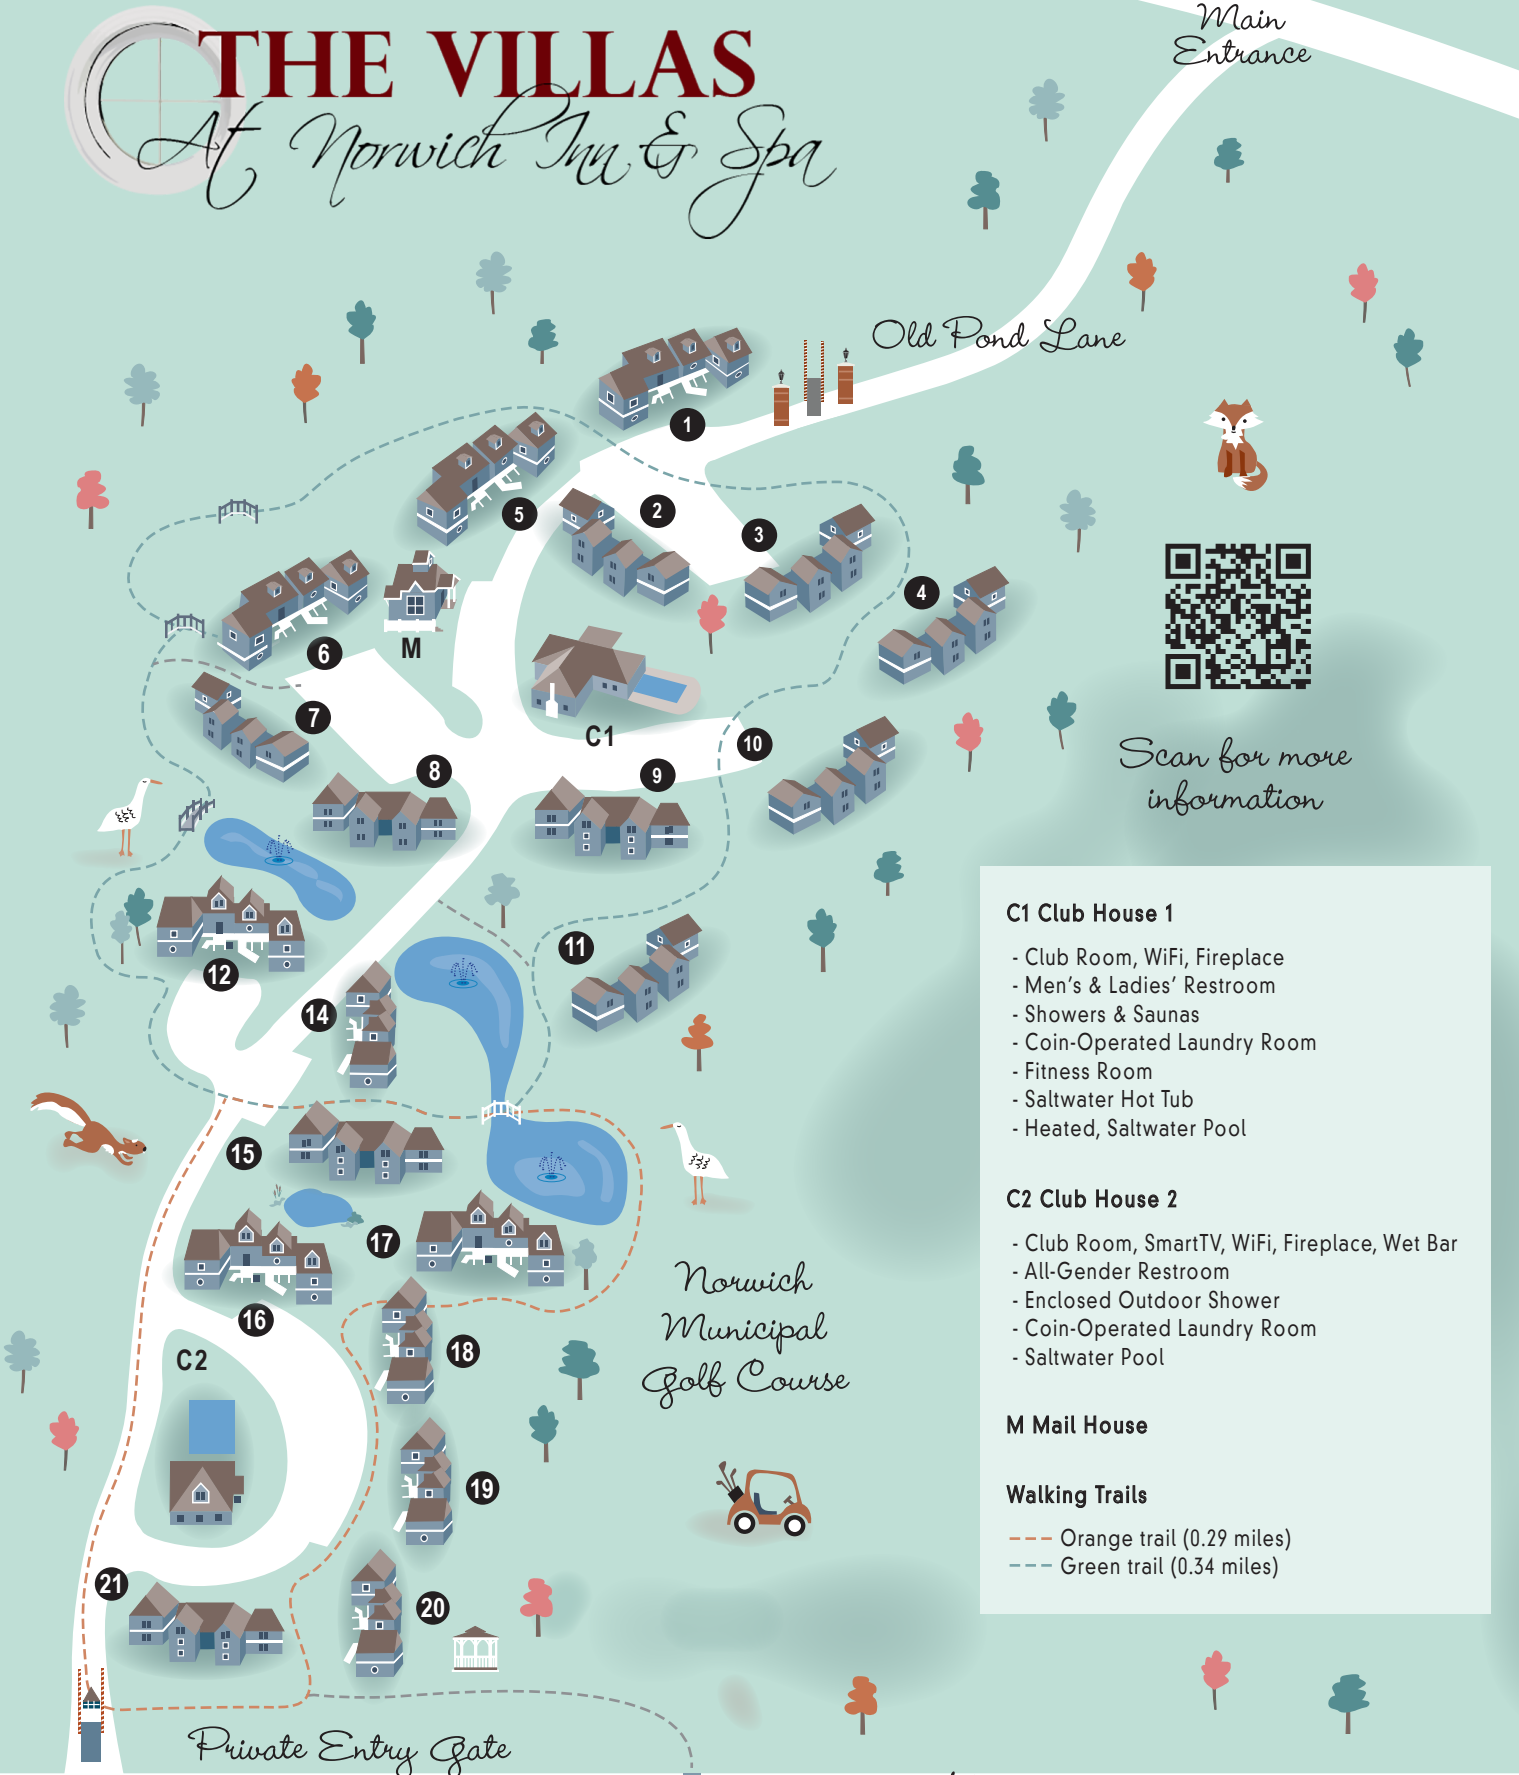 THE VILLAS
At Norwich Inn & Spa
Main
Entrance
Old Pond Lane
1
2
3
4
5
6
M
7
C1
8
9
10
11
12
14
15
16
17
18
C2
19
20
21
Scan for more
information
Norwich
Municipal
Golf Course
Private Entry Gate
C1 Club House 1
- Club Room, WiFi, Fireplace
- Men's & Ladies' Restroom
- Showers & Saunas
- Coin-Operated Laundry Room
- Fitness Room
- Saltwater Hot Tub
- Heated, Saltwater Pool
C2 Club House 2
- Club Room, SmartTV, WiFi, Fireplace, Wet Bar
- All-Gender Restroom
- Enclosed Outdoor Shower
- Coin-Operated Laundry Room
- Saltwater Pool
M Mail House
Walking Trails
Orange trail (0.29 miles)
Green trail (0.34 miles)